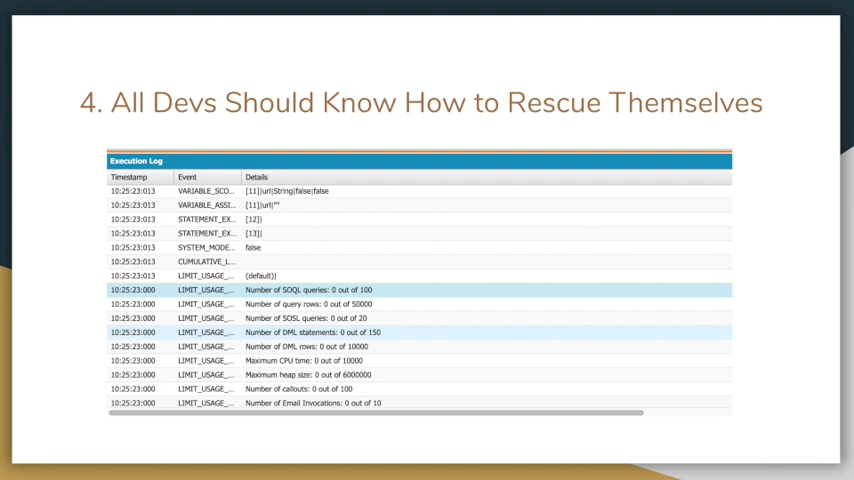 4. All Devs Should Know How to Rescue Themselves
Execution Log
Timestamp Event Details
10:25:23:013 VARIABLE_SCO... [11]|url|String|false|false
10:25:23:013 VARIABLE_ASSI... [11]|url|""
10:25:23:013 STATEMENT_EX... [12]|
10:25:23:013 STATEMENT_EX... [13]|
10:25:23:013 SYSTEM_MODE... false
10:25:23:013 CUMULATIVE_L...
10:25:23:013 LIMIT_USAGE_... (default)|
10:25:23:000 LIMIT_USAGE_... Number of SOQL queries: 0 out of 100
10:25:23:000 LIMIT_USAGE_... Number of query rows: 0 out of 50000
10:25:23:000 LIMIT_USAGE_... Number of SOSL queries: 0 out of 20
10:25:23:000 LIMIT_USAGE_... Number of DML statements: 0 out of 150
10:25:23:000 LIMIT_USAGE_... Number of DML rows: 0 out of 10000
10:25:23:000 LIMIT_USAGE_... Maximum CPU time: 0 out of 10000
10:25:23:000 LIMIT_USAGE_... Maximum heap size: 0 out of 6000000
10:25:23:000 LIMIT_USAGE_... Number of callouts: 0 out of 100
10:25:23:000 LIMIT_USAGE_... Number of Email Invocations: 0 out of 10